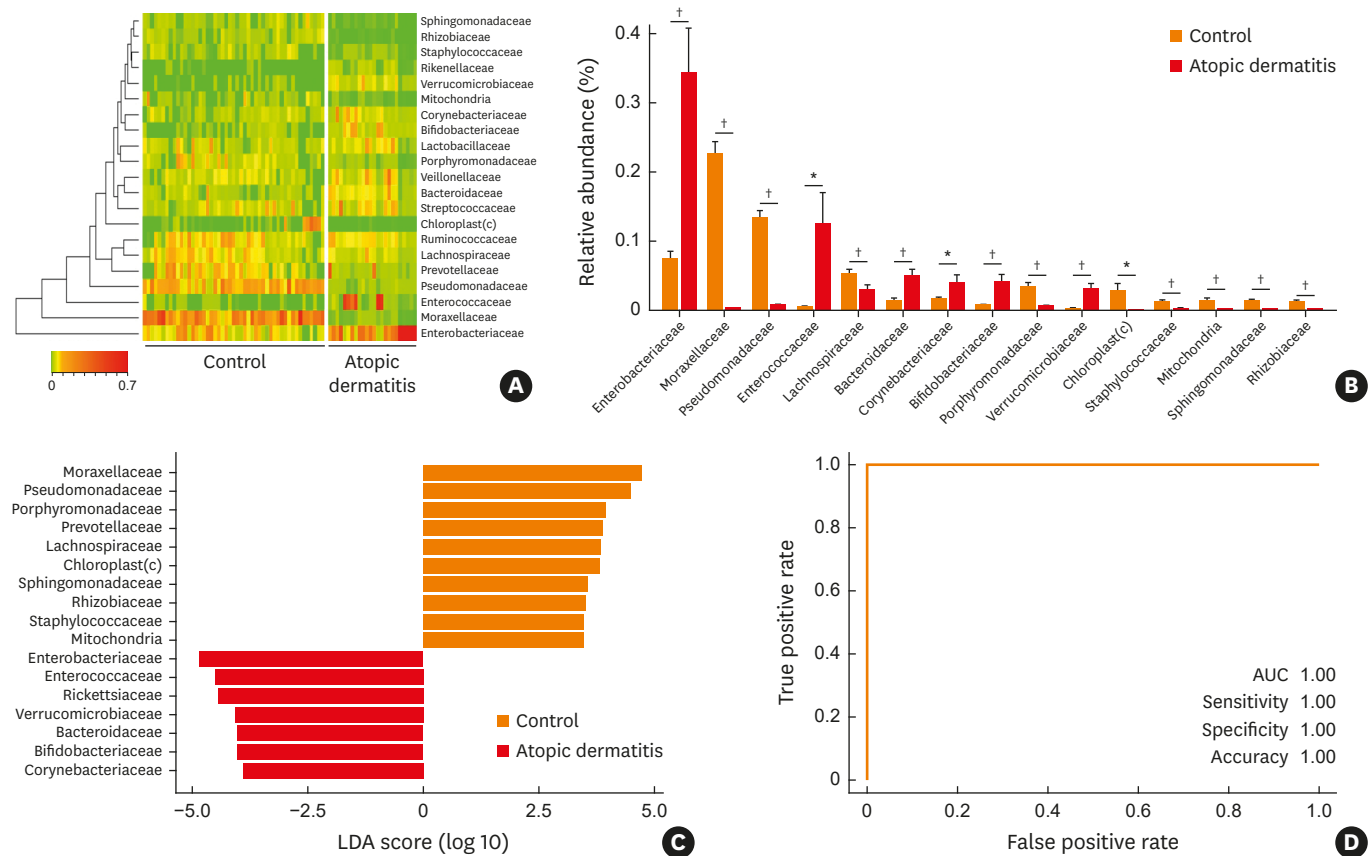 Sphingomonadaceae
Rhizobiaceae
Staphylococcaceae
Rikenellaceae
Verrucomicrobiaceae
Mitochondria
Corynebacteriaceae
Bifidobacteriaceae
Lactobacillaceae
Porphyromonadaceae
Veillonellaceae
Bacteroidaceae
Streptococcaceae
Chloroplast(c)
Ruminococcaceae
Lachnospiraceae
Prevotellaceae
Pseudomonadaceae
Enterococcaceae
Moraxellaceae
Enterobacteriaceae
Control
Atopic
dermatitis
0 0.7
A
Relative abundance (%)
0.4
0.3
0.2
0.1
0
† † † * † † * † † † * † † † †
Control
Atopic dermatitis
Enterobacteriaceae
Moraxellaceae
Pseudomonadaceae
Enterococcaceae
Lachnospiraceae
Bacteroidaceae
Corynebacteriaceae
Bifidobacteriaceae
Porphyromonadaceae
Verrucomicrobiaceae
Chloroplast(c)
Staphylococcaceae
Mitochondria
Sphingomonadaceae
Rhizobiaceae
B
Moraxellaceae
Pseudomonadaceae
Porphyromonadaceae
Prevotellaceae
Lachnospiraceae
Chloroplast(c)
Sphingomonadaceae
Rhizobiaceae
Staphylococcaceae
Mitochondria
Enterobacteriaceae
Enterococcaceae
Rickettsiaceae
Verrucomicrobiaceae
Bacteroidaceae
Bifidobacteriaceae
Corynebacteriaceae
Control
Atopic dermatitis
−5.0 −2.5 0 2.5 5.0
LDA score (log 10)
C
True positive rate
1.0
0.8
0.6
0.4
0.2
0
AUC 1.00
Sensitivity 1.00
Specificity 1.00
Accuracy 1.00
0 0.2 0.4 0.6 0.8 1.0
False positive rate
D